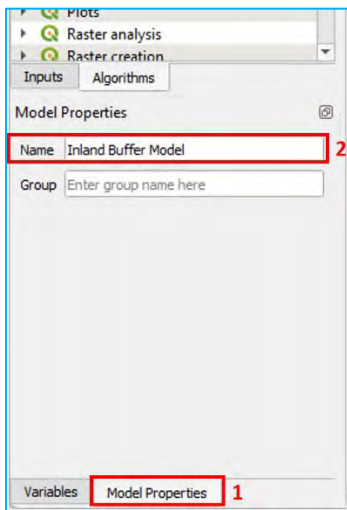 Plots
Raster analysis
Raster creation
Inputs Algorithms
Model Properties
Name Inland Buffer Model 2
Group Enter group name here
Variables Model Properties 1